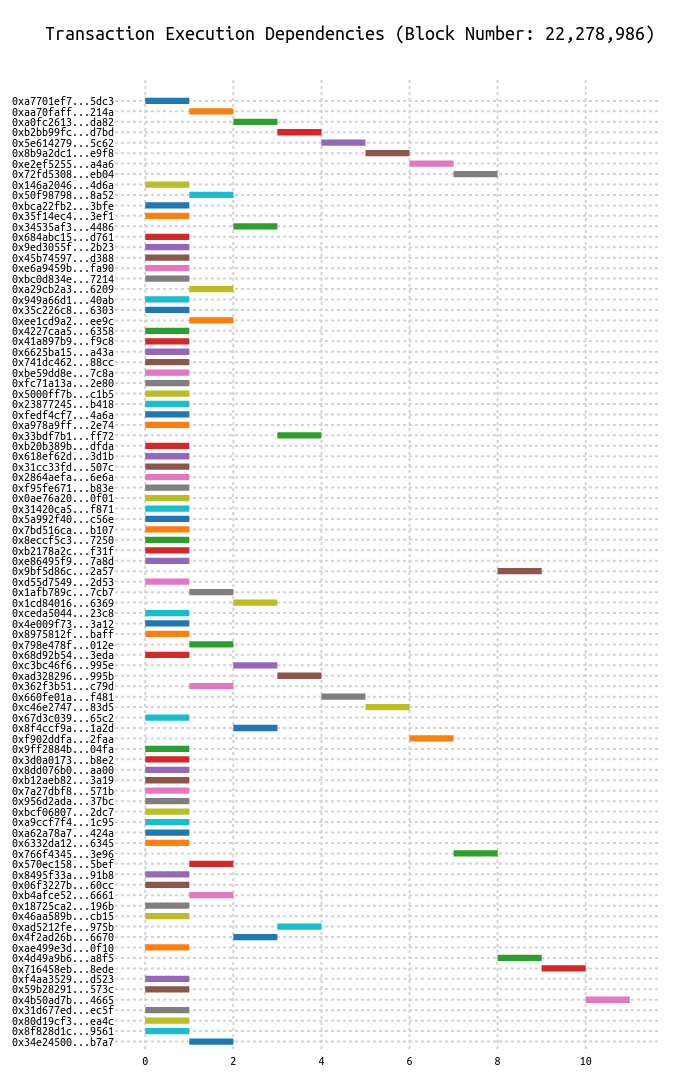 Transaction Execution Dependencies (Block Number: 22,278,986)
0xa7701ef7...5dc3
0xaa70faff...214a
0xa0fc2613...da82
0xb2bb99fc...d7bd
0x5e614279...5c62
0x8b9a2dc1...e9f8
0xe2ef5255...a4a6
0x72fd5308...eb04
0x146a2046...4d6a
0x50f98798...8a52
0xbca22fb2...3bfe
0x35f14ec4...3ef1
0x34535af3...4486
0x684abc15...d761
0x9ed3055f...2b23
0x45b74597...d388
0xe6a9459b...fa90
0xbc0d834e...7214
0xa29cb2a3...6209
0x949a66d1...40ab
0x35c226c8...6303
0xee1cd9a2...ee9c
0x4227caa5...6358
0x41a897b9...f9c8
0x6625ba15...a43a
0x741dc462...88cc
0xbe59dd8e...7c8a
0xfc71a13a...2e80
0x5000ff7b...c1b5
0x23877245...b418
0xfedf4cf7...4a6a
0xa978a9ff...2e74
0x33bdf7b1...ff72
0xb20b389b...dfda
0x618ef62d...3d1b
0x31cc33fd...507c
0x2864aefa...6e6a
0xf95fe671...b83e
0x0ae76a20...0f01
0x31420ca5...f871
0x5a992f40...c56e
0x7bd516ca...b107
0x8eccf5c3...7250
0xb2178a2c...f31f
0xe86495f9...7a8d
0x9bf5d86c...2a57
0xd55d7549...2d53
0x1afb789c...7cb7
0x1cd84016...6369
0xceda5044...23c8
0x4e009f73...3a12
0x8975812f...baff
0x798e478f...012e
0x68d92b54...3eda
0xc3bc46f6...995e
0xad328296...995b
0x362f3b51...c79d
0x660fe01a...f481
0xc46e2747...83d5
0x67d3c039...65c2
0x8f4ccf9a...1a2d
0xf902ddfa...2faa
0x9ff2884b...04fa
0x3d0a0173...b8e2
0x8dd076b0...aa00
0xb12aeb82...3a19
0x7a27dbf8...571b
0x956d2ada...37bc
0xbcf06807...2dc7
0xa9ccf7f4...1c95
0xa62a78a7...424a
0x6332da12...6345
0x766f4345...3e96
0x570ec158...5bef
0x8495f33a...91b8
0x06f3227b...60cc
0xb4afce52...6661
0x18725ca2...196b
0x46aa589b...cb15
0xad5212fe...975b
0x4f2ad26b...6670
0xae499e3d...0f10
0x4d49a9b6...a8f5
0x716458eb...8ede
0xf4aa3529...d523
0x59b28291...573c
0x4b50ad7b...4665
0x31d677ed...ec5f
0x80d19cf3...ea4c
0x8f828d1c...9561
0x34e24500...b7a7
0 2 4 6 8 10